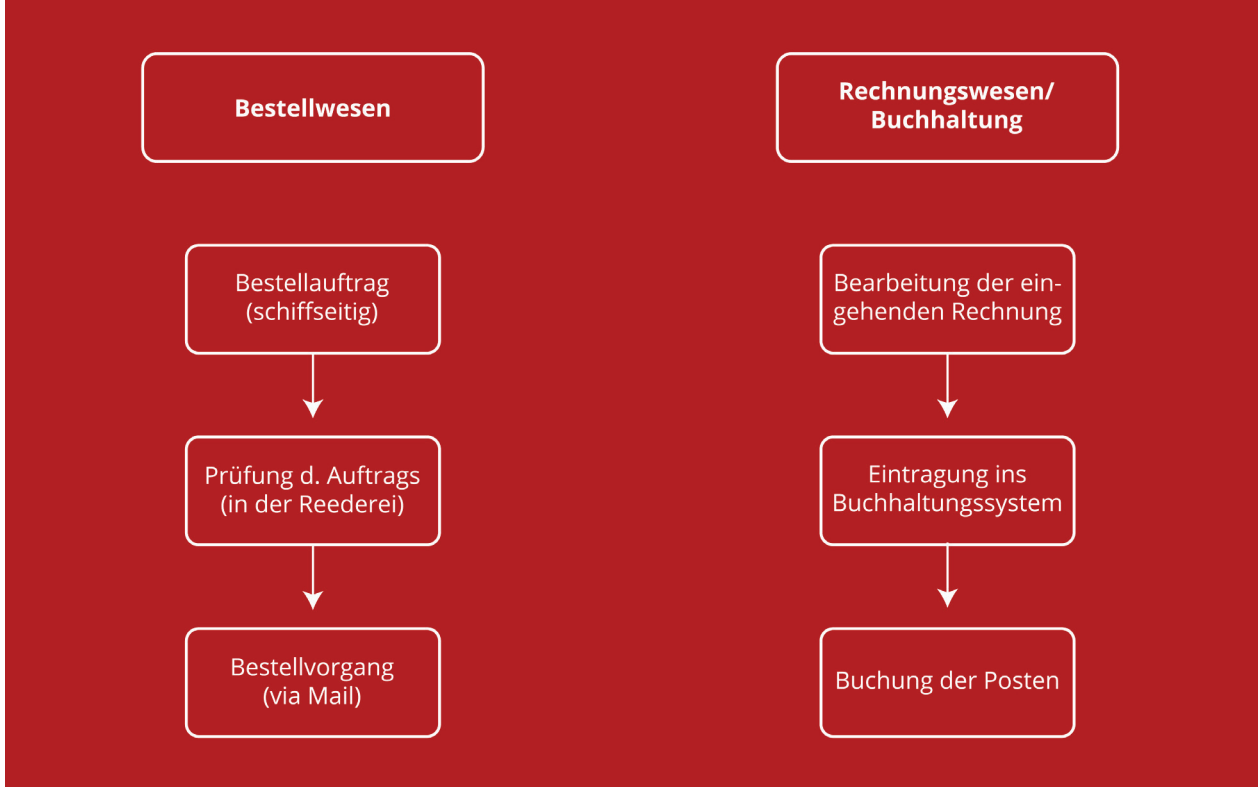 Bestellwesen
Bestellauftrag
(schiffseitig)
Prüfung d. Auftrags
(in der Reederei)
Bestellvorgang
(via Mail)
Rechnungswesen/
Buchhaltung
Bearbeitung der ein-
gehenden Rechnung
Eintragung ins
Buchhaltungssystem
Buchung der Posten